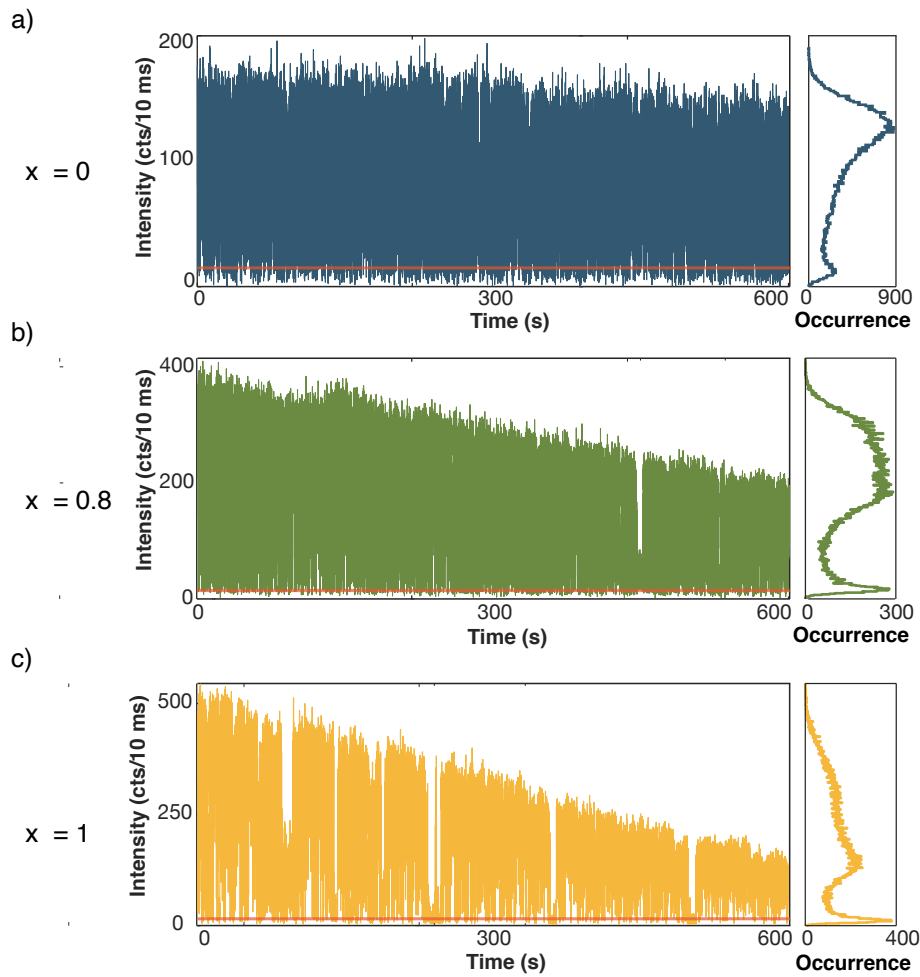 a)
x = 0
Intensity (cts/10 ms)
200
100
0
0 300 600
Time (s)
0 900
Occurrence
b)
x = 0.8
Intensity (cts/10 ms)
400
200
0
0 300 600
Time (s)
0 300
Occurrence
c)
x = 1
Intensity (cts/10 ms)
500
250
0
0 300 600
Time (s)
0 400
Occurrence